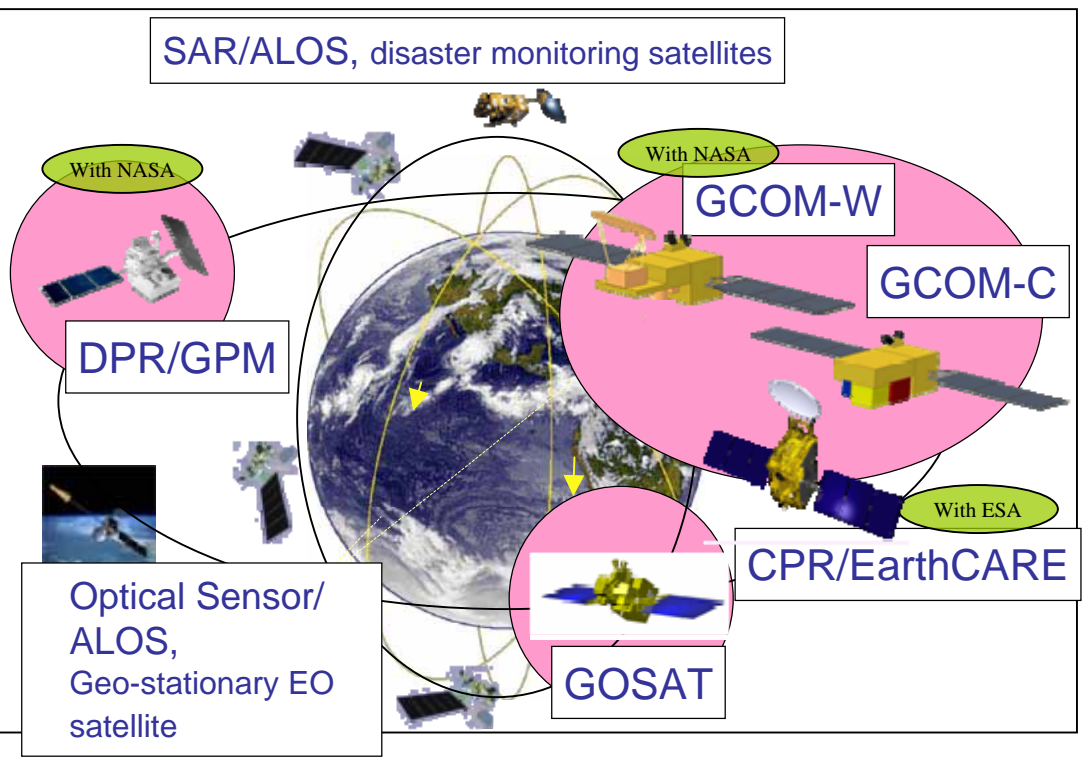 SAR/ALOS, disaster monitoring satellites
With NASA
DPR/GPM
With NASA
GCOM-W
GCOM-C
With ESA
CPR/EarthCARE
GOSAT
Optical Sensor/
ALOS,
Geo-stationary EO
satellite